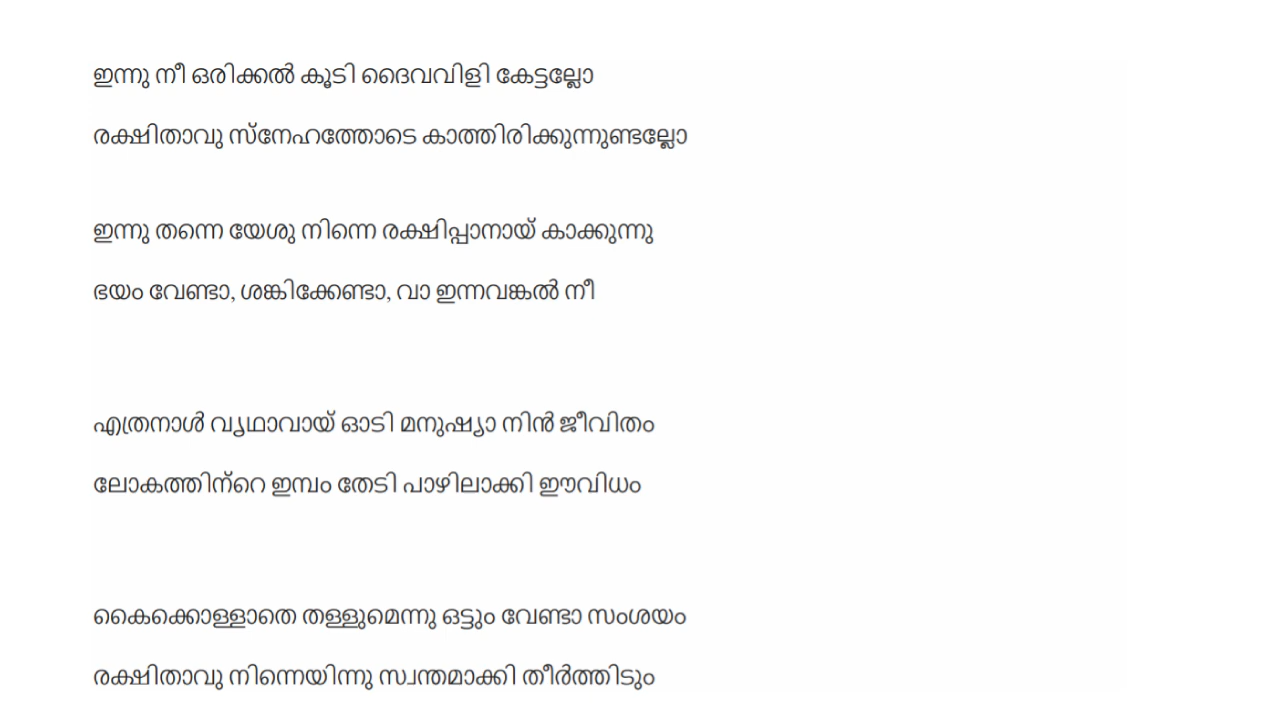 ഇന്നു നീ ഒരിക്കൽ കൂടി ദൈവവിളി കേട്ടല്ലോ
രക്ഷിതാവു സ്നേഹത്തോടെ കാത്തിരിക്കുന്നുണ്ടല്ലോ
ഇന്നു തന്നെ യേശു നിന്നെ രക്ഷിപ്പാനായ് കാക്കുന്നു
ഭയം വേണ്ടാ, ശങ്കിക്കേണ്ടാ, വാ ഇന്നവങ്കൽ നീ
എത്രനാൾ വൃഥാവായ് ഓടി മനുഷ്യാ നിൻ ജീവിതം
ലോകത്തിന്റെ ഇമ്പം തേടി പാഴിലാക്കി ഈവിധം
കൈക്കൊള്ളാതെ തള്ളുമെന്നു ഒട്ടും വേണ്ടാ സംശയം
രക്ഷിതാവു നിന്നെയിന്നു സ്വന്തമാക്കി തീർത്തിടും